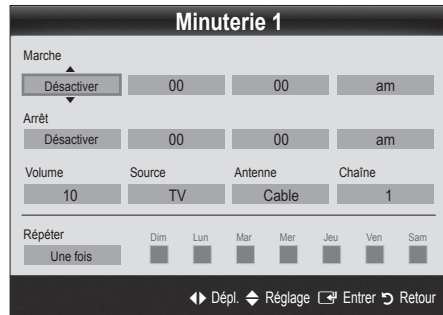 Minuterie 1
Marche
Désactiver 00 00 am
Arrêt
Désactiver 00 00 am
Volume Source Antenne Chaîne
10 TV Cable 1
Répéter Dim Lun Mar Mer Jeu Ven Sam
Une fois
Dépl. Réglage Entrer Retour